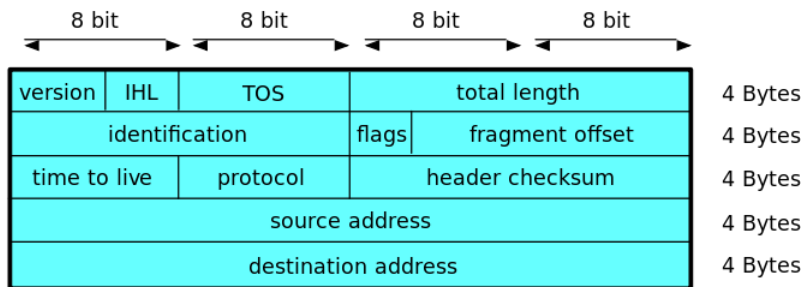 8 bit 8 bit 8 bit 8 bit
version IHL TOS total length 4 Bytes
identification flags fragment offset 4 Bytes
time to live protocol header checksum 4 Bytes
source address 4 Bytes
destination address 4 Bytes